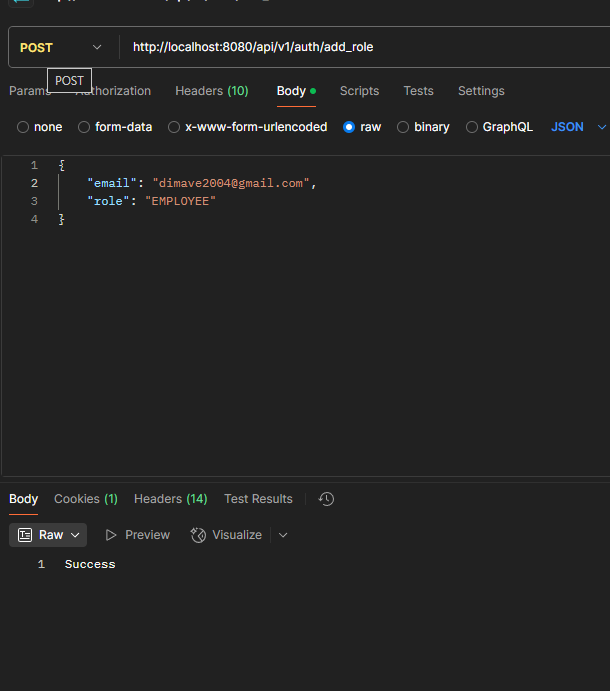 POST http://localhost:8080/api/v1/auth/add_role
POST
Params Authorization Headers (10) Body Scripts Tests Settings
none form-data x-www-form-urlencoded raw binary GraphQL JSON
1 {
2 "email": "dimave2004@gmail.com",
3 "role": "EMPLOYEE"
4 }
Body Cookies (1) Headers (14) Test Results
Raw Preview Visualize
1 Success